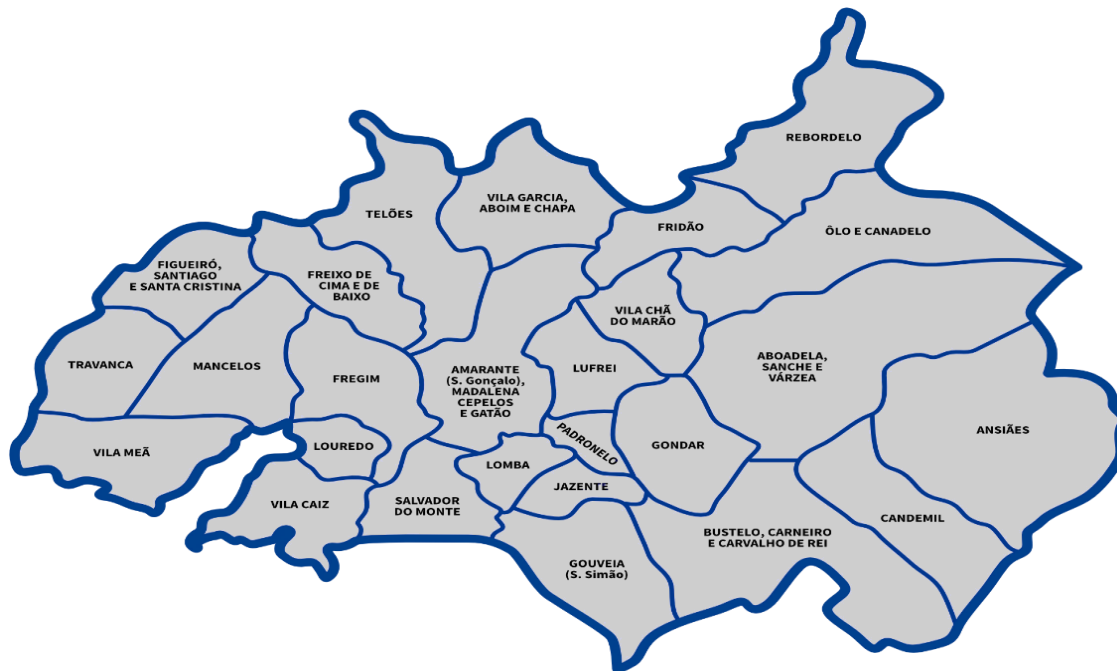 REBORDELO
VILA GARCIA,
ABOIM E CHAPA
TELÕES
FRIDÃO
ÔLO E CANADELO
FIGUEIRÓ,
SANTIAGO
E SANTA CRISTINA
FREIXO DE
CIMA E DE
BAIXO
VILA CHÃ
DO MARÃO
TRAVANCA
MANCELOS
FREGIM
AMARANTE
(S. Gonçalo),
MADALENA
CEPELOS
E GATÃO
LUFREI
ABOADELA,
SANCHE E
VÁRZEA
ANSIÃES
VILA MEÃ
LOUREDO
PADRONELO
GONDAR
LOMBA
JAZENTE
VILA CAIZ
SALVADOR
DO MONTE
CANDEMIL
BUSTELO, CARNEIRO
E CARVALHO DE REI
GOUVEIA
(S. Simão)